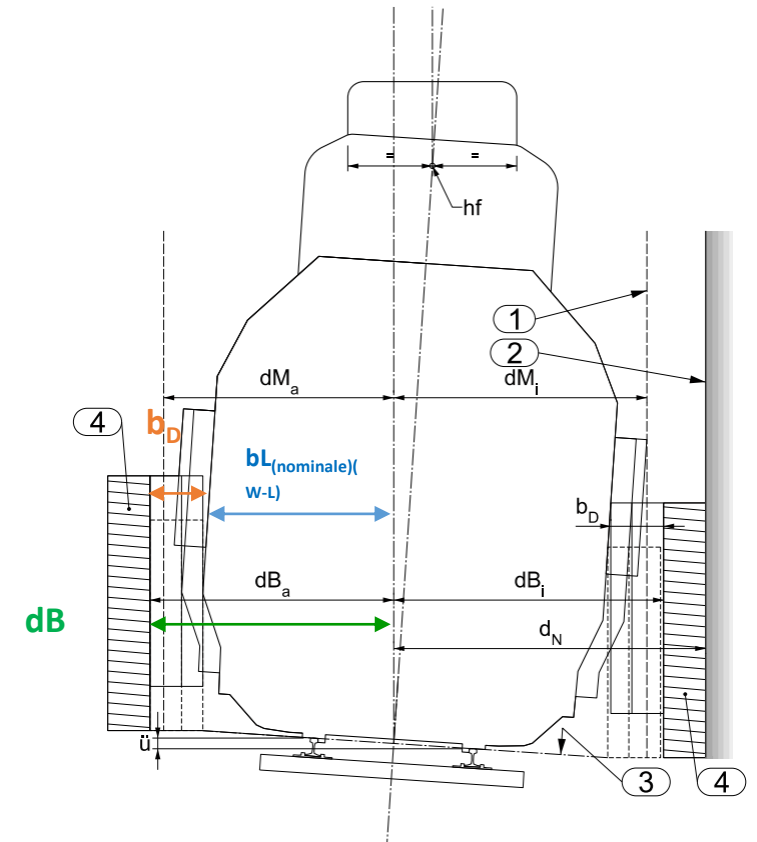 =
=
hf
1
2
dMa
dMi
4
bD
bL(nominale)(
W-L)
bD
dBa
dBi
dB
dN
ü
3
4